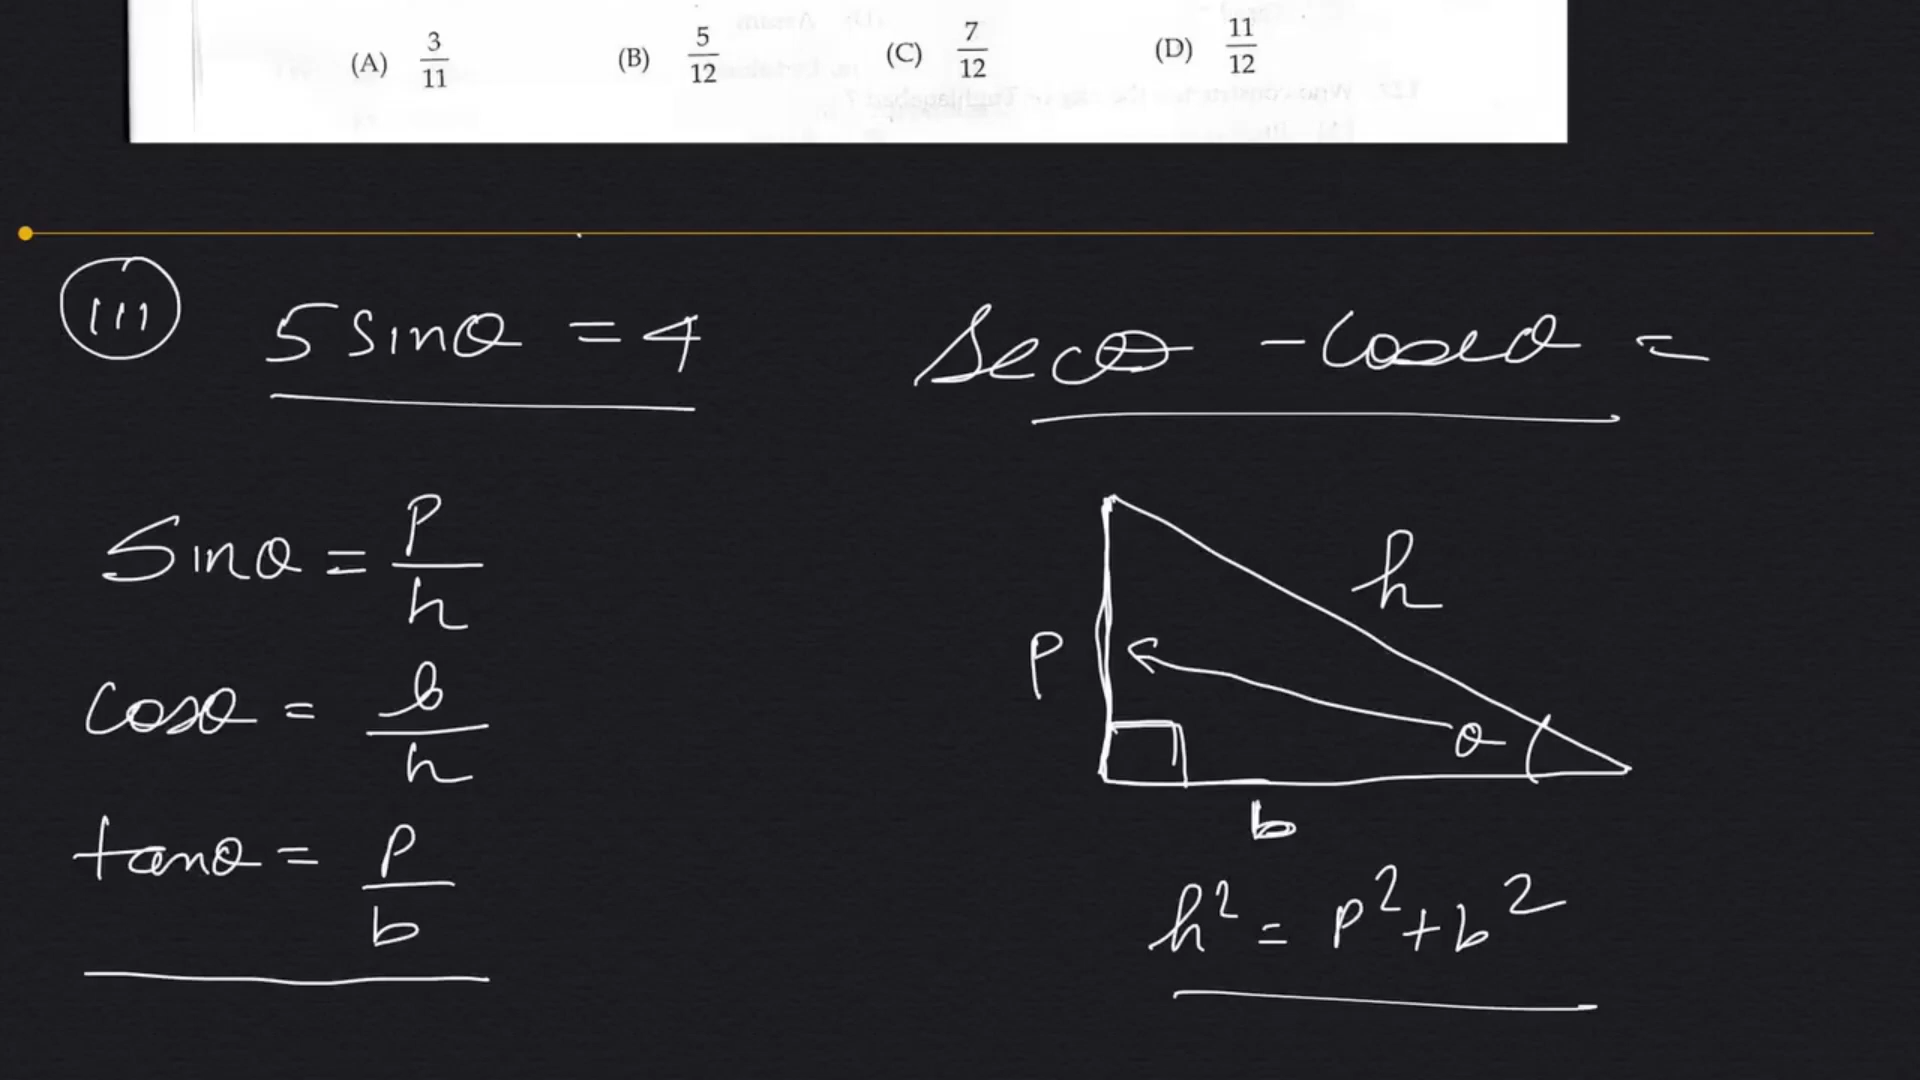 (A) 3/11 (B) 5/12 (C) 7/12 (D) 11/12
111 5 sinθ = 4 Secθ - Cosecθ =
Sinθ = P/h
h
P
θ
cosθ = b/h
b
tanθ = P/b
h² = P² + b²